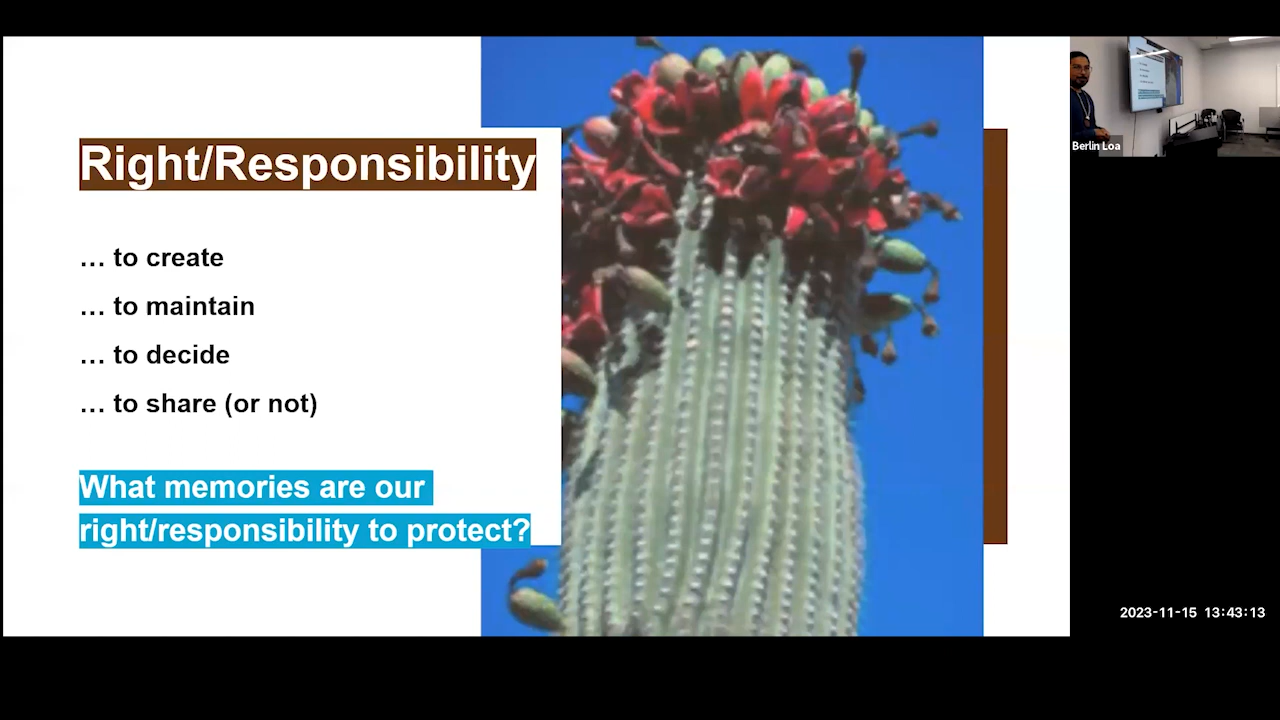 Right/Responsibility
… to create
… to maintain
… to decide
… to share (or not)
What memories are our
right/responsibility to protect?
Berlin Loa
2023-11-15 13:43:13